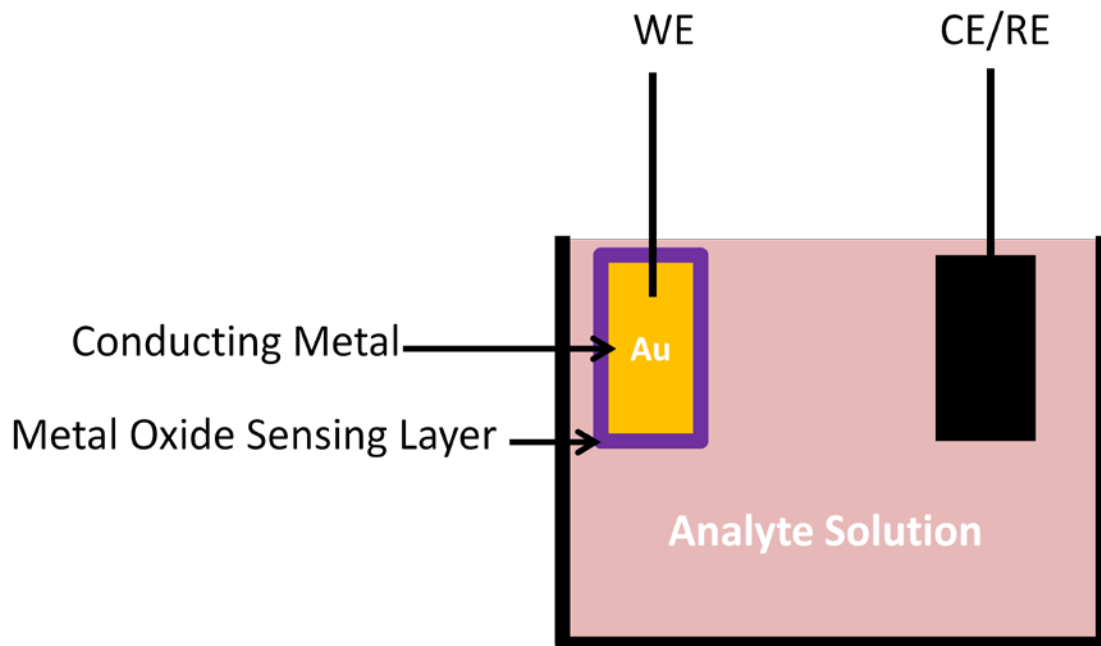 WE
CE/RE
Conducting Metal
Au
Metal Oxide Sensing Layer
Analyte Solution